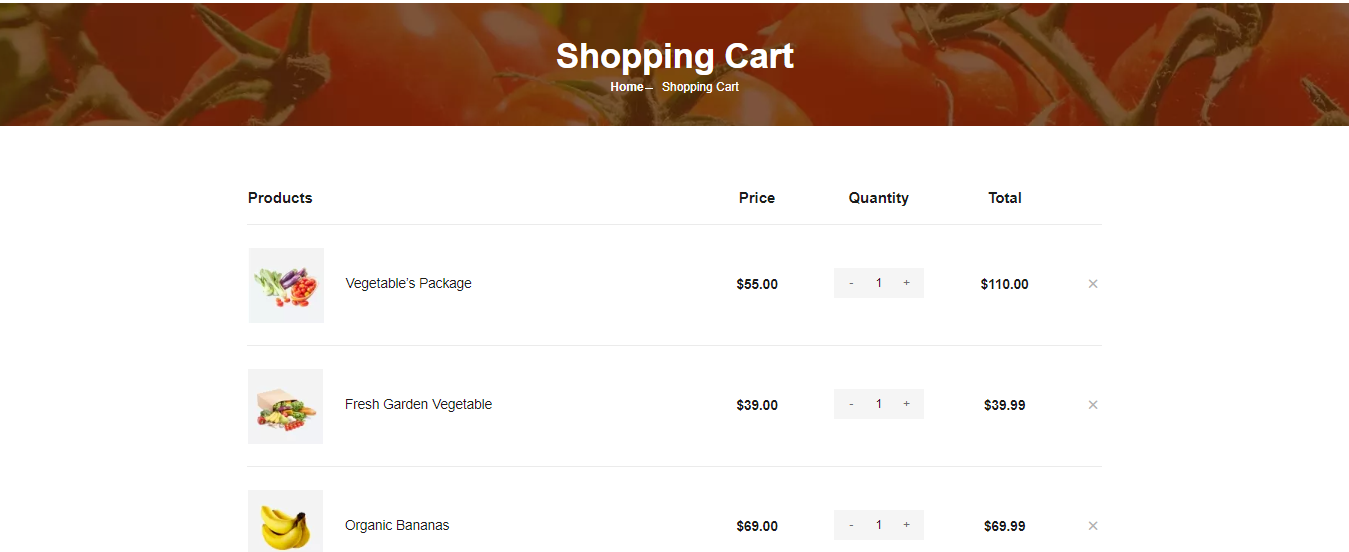 Shopping Cart
Home– Shopping Cart
Products Price Quantity Total
Vegetable's Package $55.00 - 1 + $110.00 ×
Fresh Garden Vegetable $39.00 - 1 + $39.99 ×
Organic Bananas $69.00 - 1 + $69.99 ×